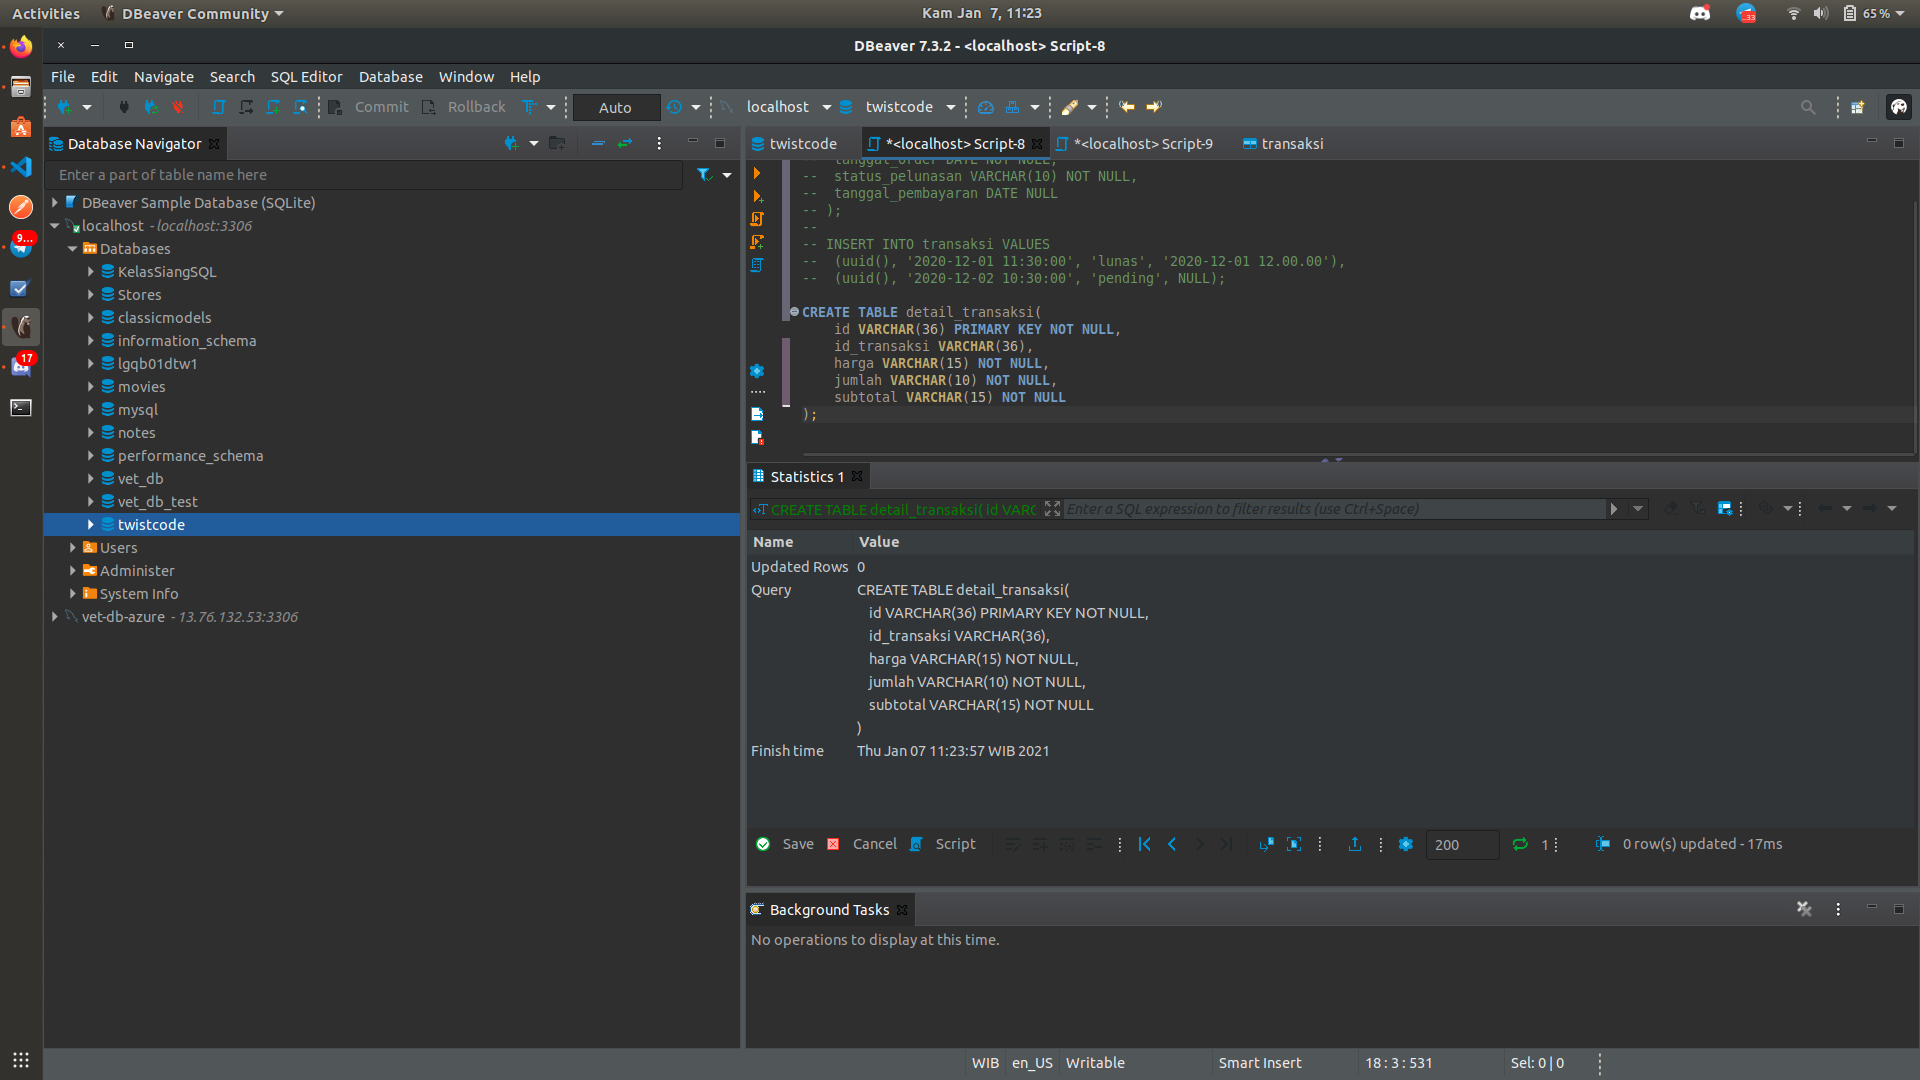 Activities
DBeaver Community
Kam Jan 7, 11:23
33
65 %
DBeaver 7.3.2 - <localhost> Script-8
File Edit Navigate Search SQL Editor Database Window Help
Commit Rollback Auto localhost twistcode
Database Navigator
twistcode
*<localhost> Script-8
*<localhost> Script-9
transaksi
Enter a part of table name here
DBeaver Sample Database (SQLite)
localhost - localhost:3306
Databases
KelasSiangSQL
Stores
classicmodels
information_schema
lgqb01dtw1
movies
mysql
notes
performance_schema
vet_db
vet_db_test
twistcode
Users
Administer
System Info
vet-db-azure - 13.76.132.53:3306
9...
17
tanggal_order DATE NOT NULL,
-- status_pelunasan VARCHAR(10) NOT NULL,
-- tanggal_pembayaran DATE NULL
-- );
--
-- INSERT INTO transaksi VALUES
-- (uuid(), '2020-12-01 11:30:00', 'lunas', '2020-12-01 12.00.00'),
-- (uuid(), '2020-12-02 10:30:00', 'pending', NULL);
CREATE TABLE detail_transaksi(
id VARCHAR(36) PRIMARY KEY NOT NULL,
id_transaksi VARCHAR(36),
harga VARCHAR(15) NOT NULL,
jumlah VARCHAR(10) NOT NULL,
subtotal VARCHAR(15) NOT NULL
);
Statistics 1
CREATE TABLE detail_transaksi( id VARC
Enter a SQL expression to filter results (use Ctrl+Space)
Name Value
Updated Rows 0
Query CREATE TABLE detail_transaksi(
id VARCHAR(36) PRIMARY KEY NOT NULL,
id_transaksi VARCHAR(36),
harga VARCHAR(15) NOT NULL,
jumlah VARCHAR(10) NOT NULL,
subtotal VARCHAR(15) NOT NULL
)
Finish time Thu Jan 07 11:23:57 WIB 2021
Save Cancel Script 200 1 0 row(s) updated - 17ms
Background Tasks
No operations to display at this time.
WIB en_US Writable Smart Insert 18 : 3 : 531 Sel: 0 | 0